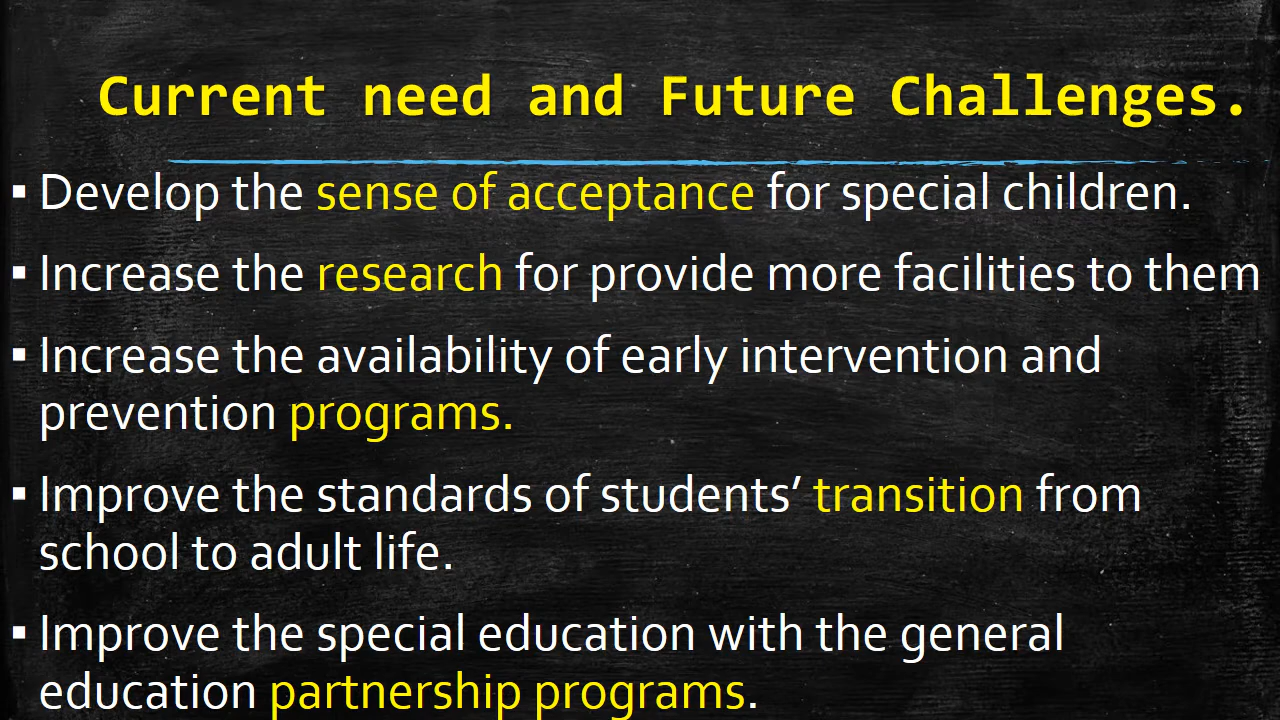 Current need and Future Challenges.
▪ Develop the sense of acceptance for special children.
▪ Increase the research for provide more facilities to them
▪ Increase the availability of early intervention and
prevention programs.
▪ Improve the standards of students’ transition from
school to adult life.
▪ Improve the special education with the general
education partnership programs.